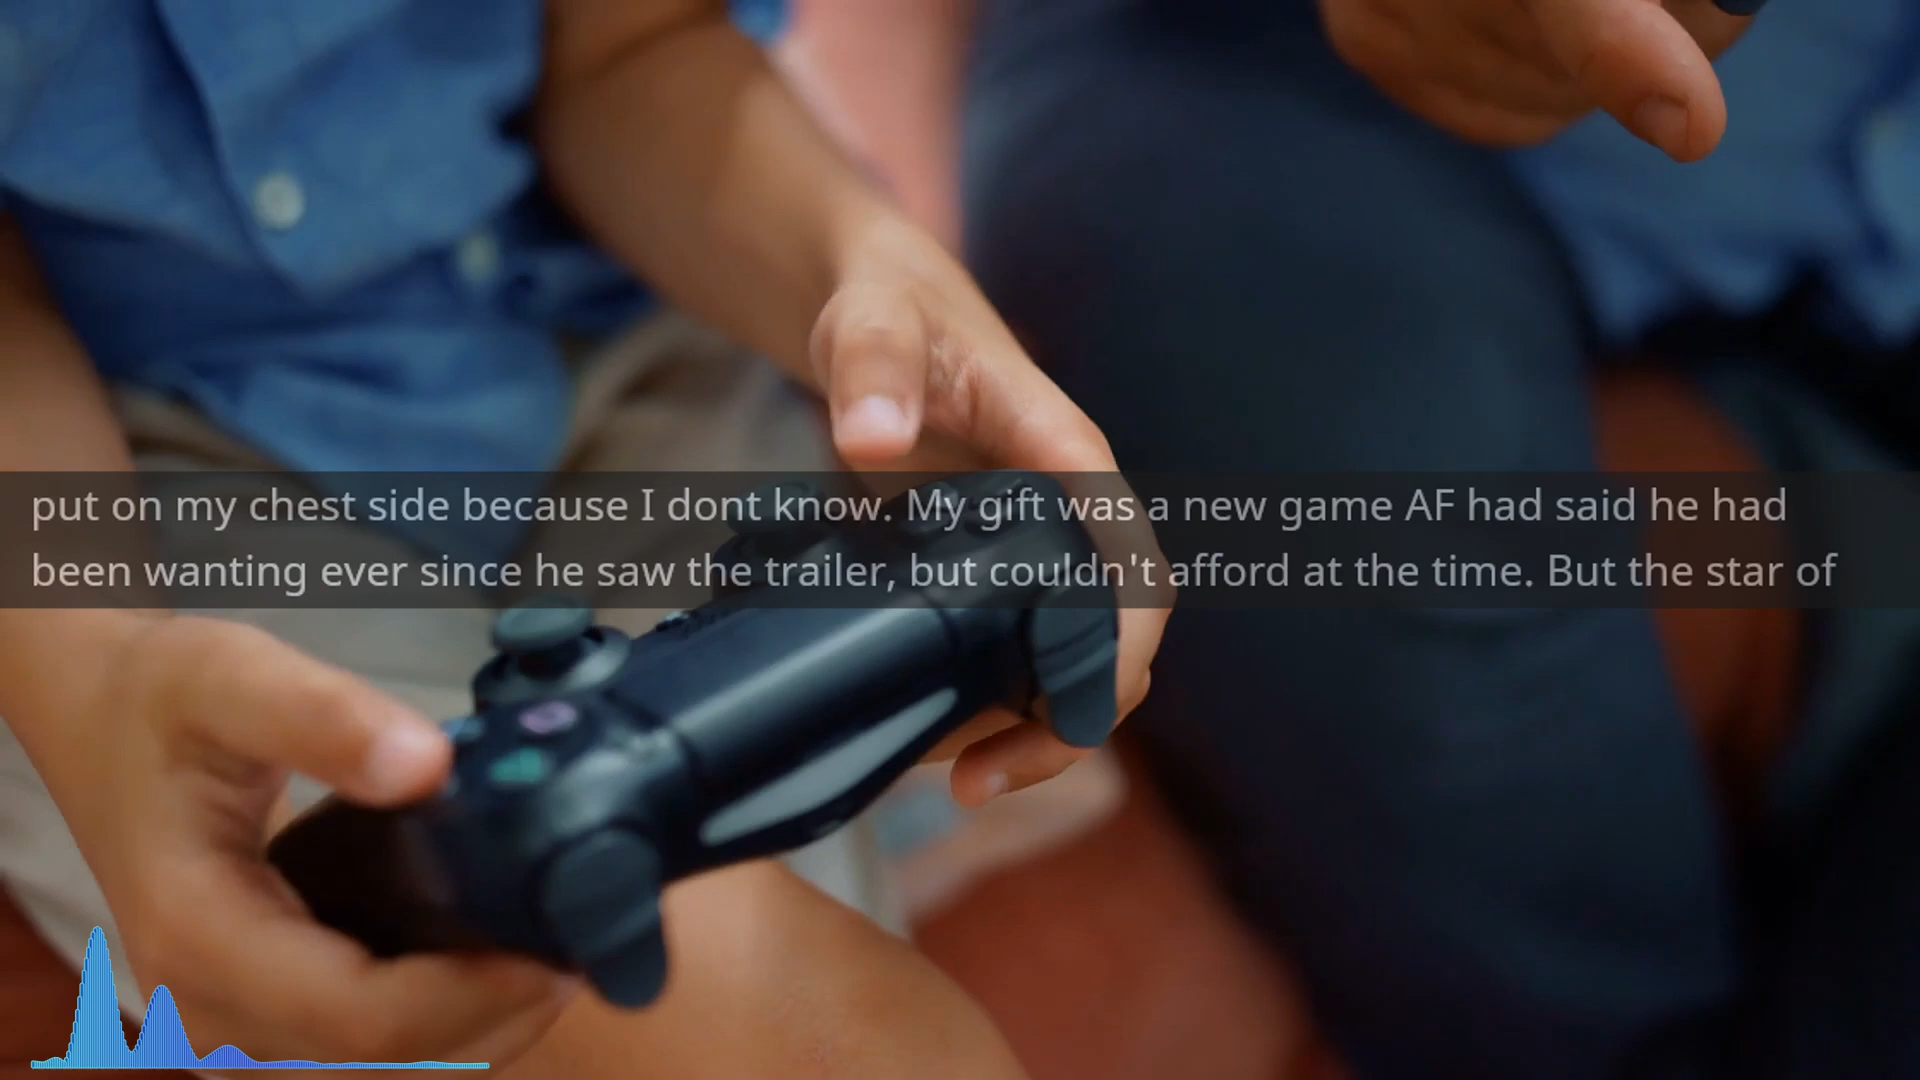 put on my chest side because I dont know. My gift was a new game AF had said he had
been wanting ever since he saw the trailer, but couldn't afford at the time. But the star of